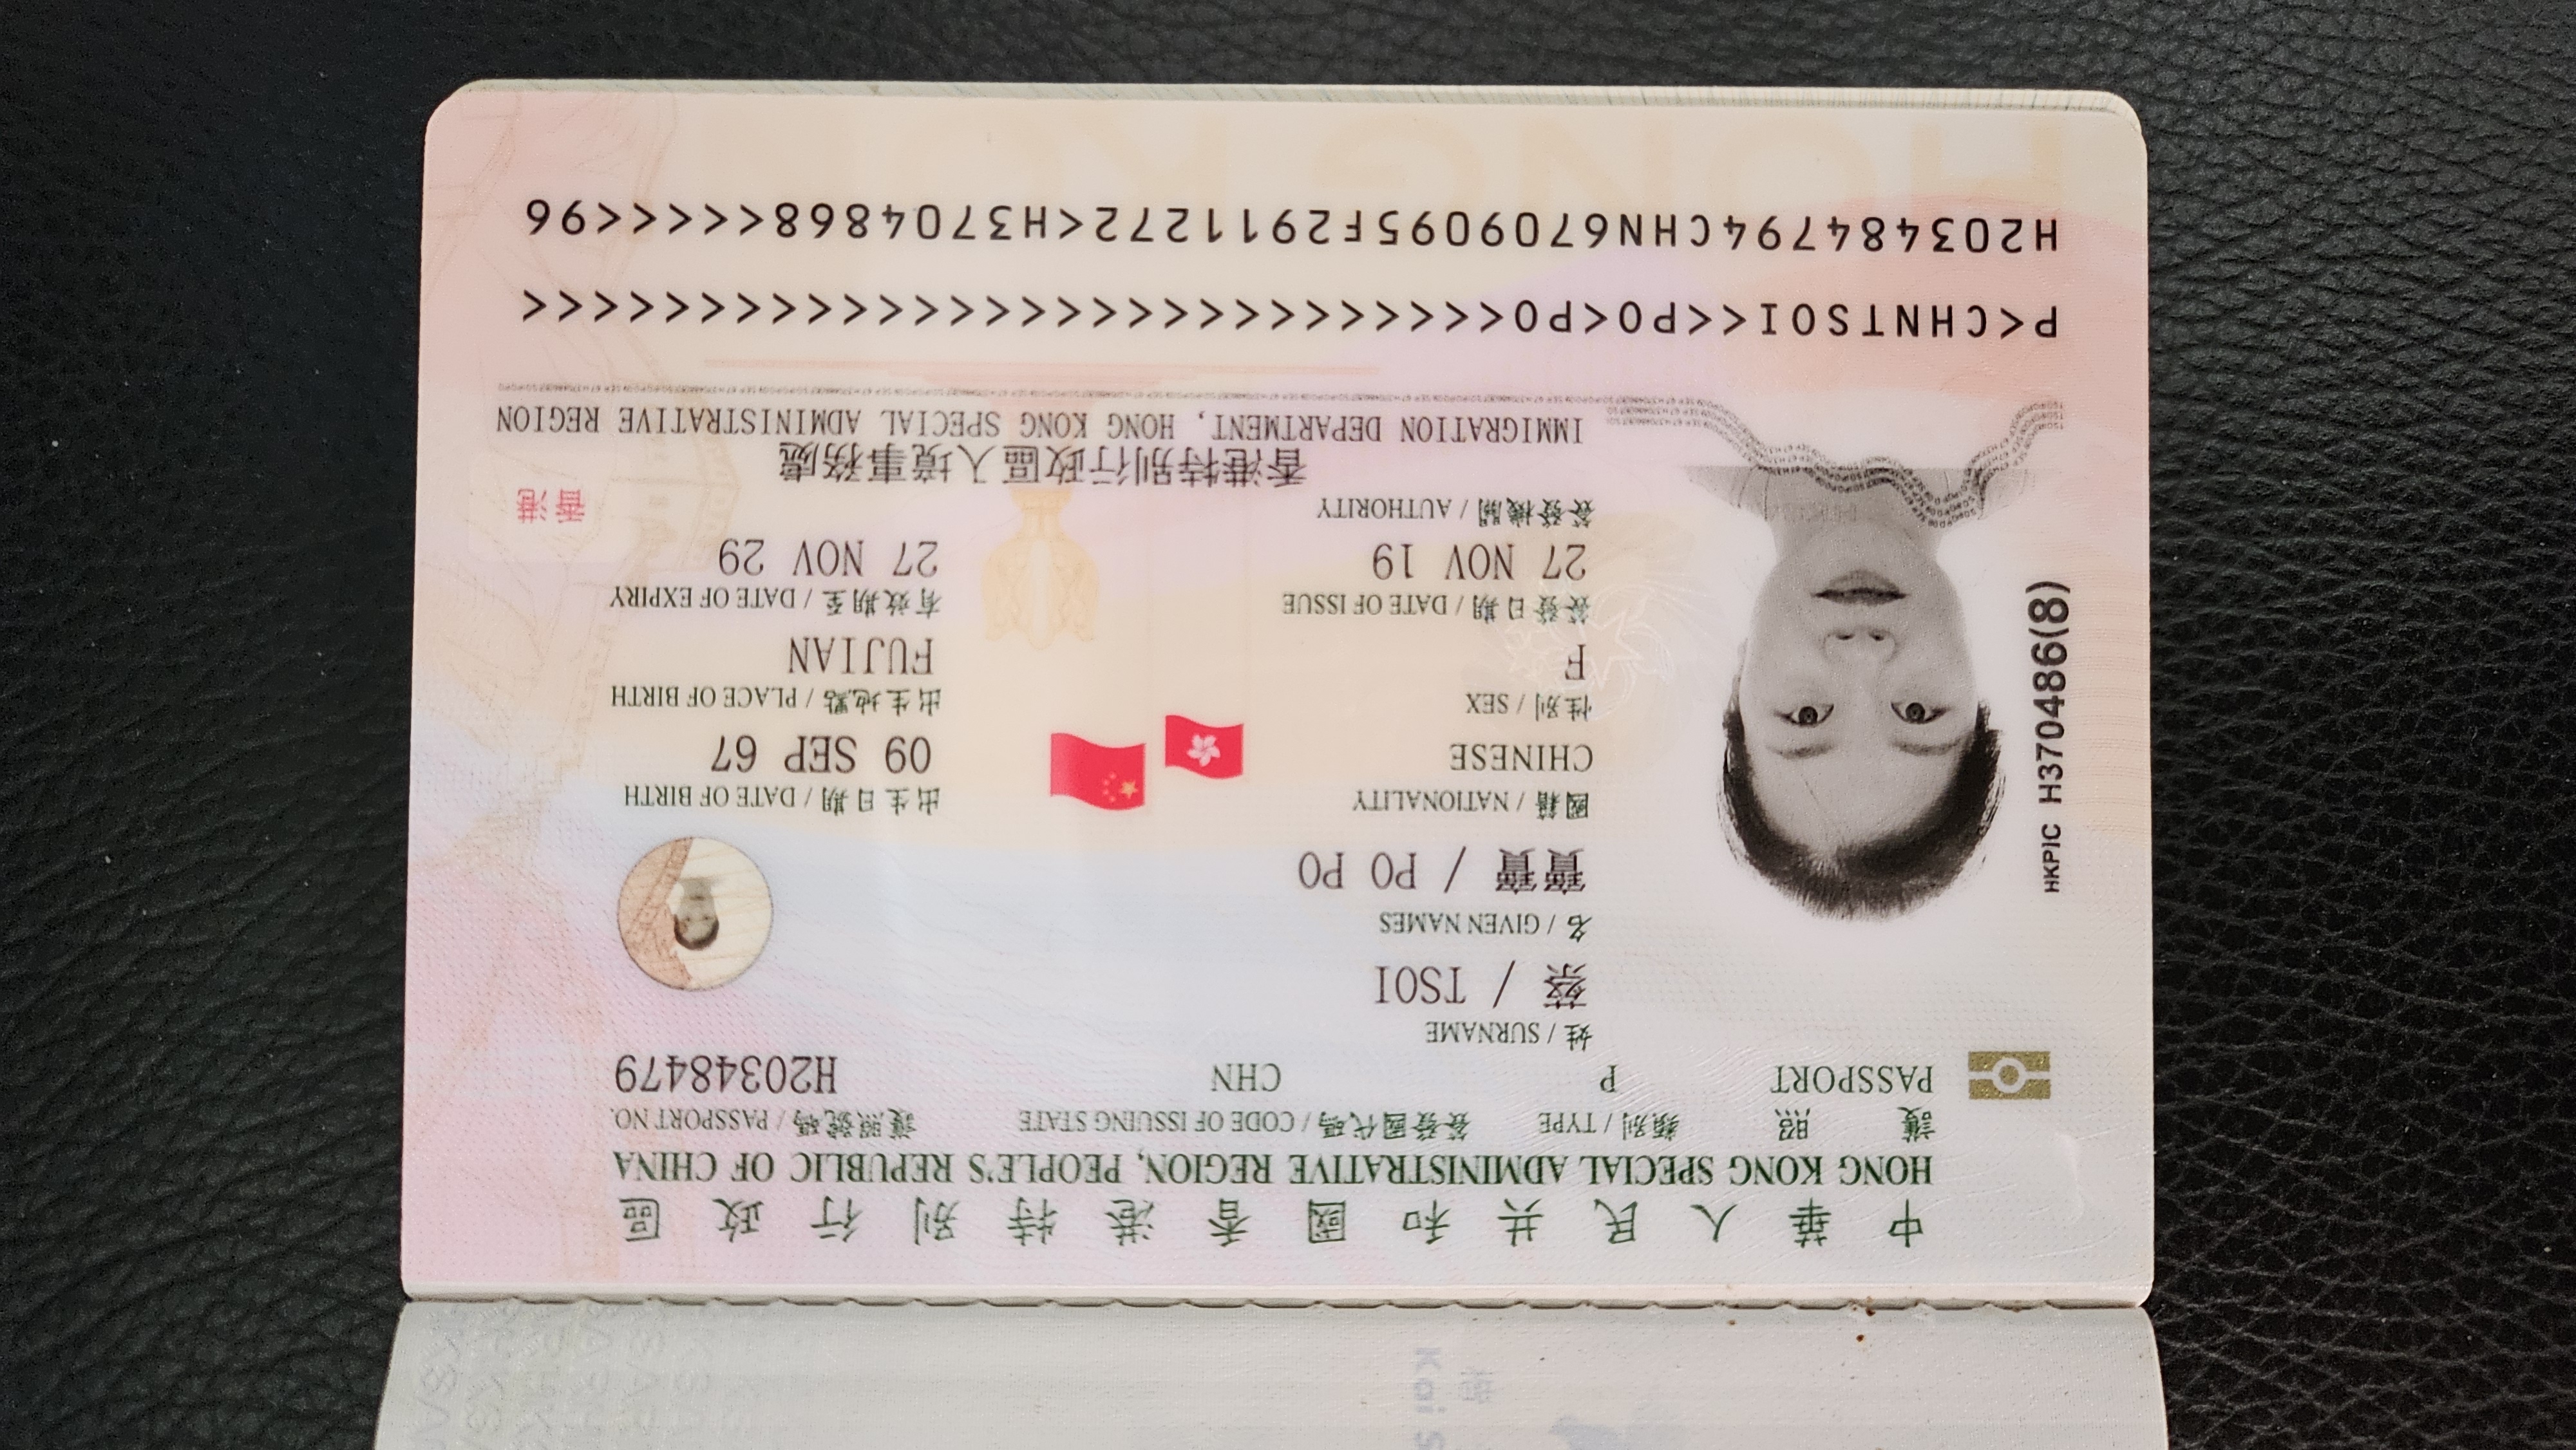 中華人民共和國香港特別行政區
HONG KONG SPECIAL ADMINISTRATIVE REGION, PEOPLE'S REPUBLIC OF CHINA
護照 類別 / TYPE 簽發國代碼 / CODE OF ISSUING STATE 護照號碼 / PASSPORT NO.
PASSPORT P CHN H20348479
姓 / SURNAME
蔡 / TSOI
名 / GIVEN NAMES
寶寶 / PO PO
國籍 / NATIONALITY 出生日期 / DATE OF BIRTH
CHINESE 09 SEP 67
性別 / SEX 出生地點 / PLACE OF BIRTH
F FUJIAN
簽發日期 / DATE OF ISSUE 有效期至 / DATE OF EXPIRY
27 NOV 19 27 NOV 29
簽發機關 / AUTHORITY
香港
香港特別行政區入境事務處
IMMIGRATION DEPARTMENT, HONG KONG SPECIAL ADMINISTRATIVE REGION
HKPIC H3704486(8)
P<CHNTSOI<<PO<PO<<<<<<<<<<<<<<<<<<<<<<<<<<<<
H203484794CHN6709095F2911272<H3704868<<<<<96
HONG KONG